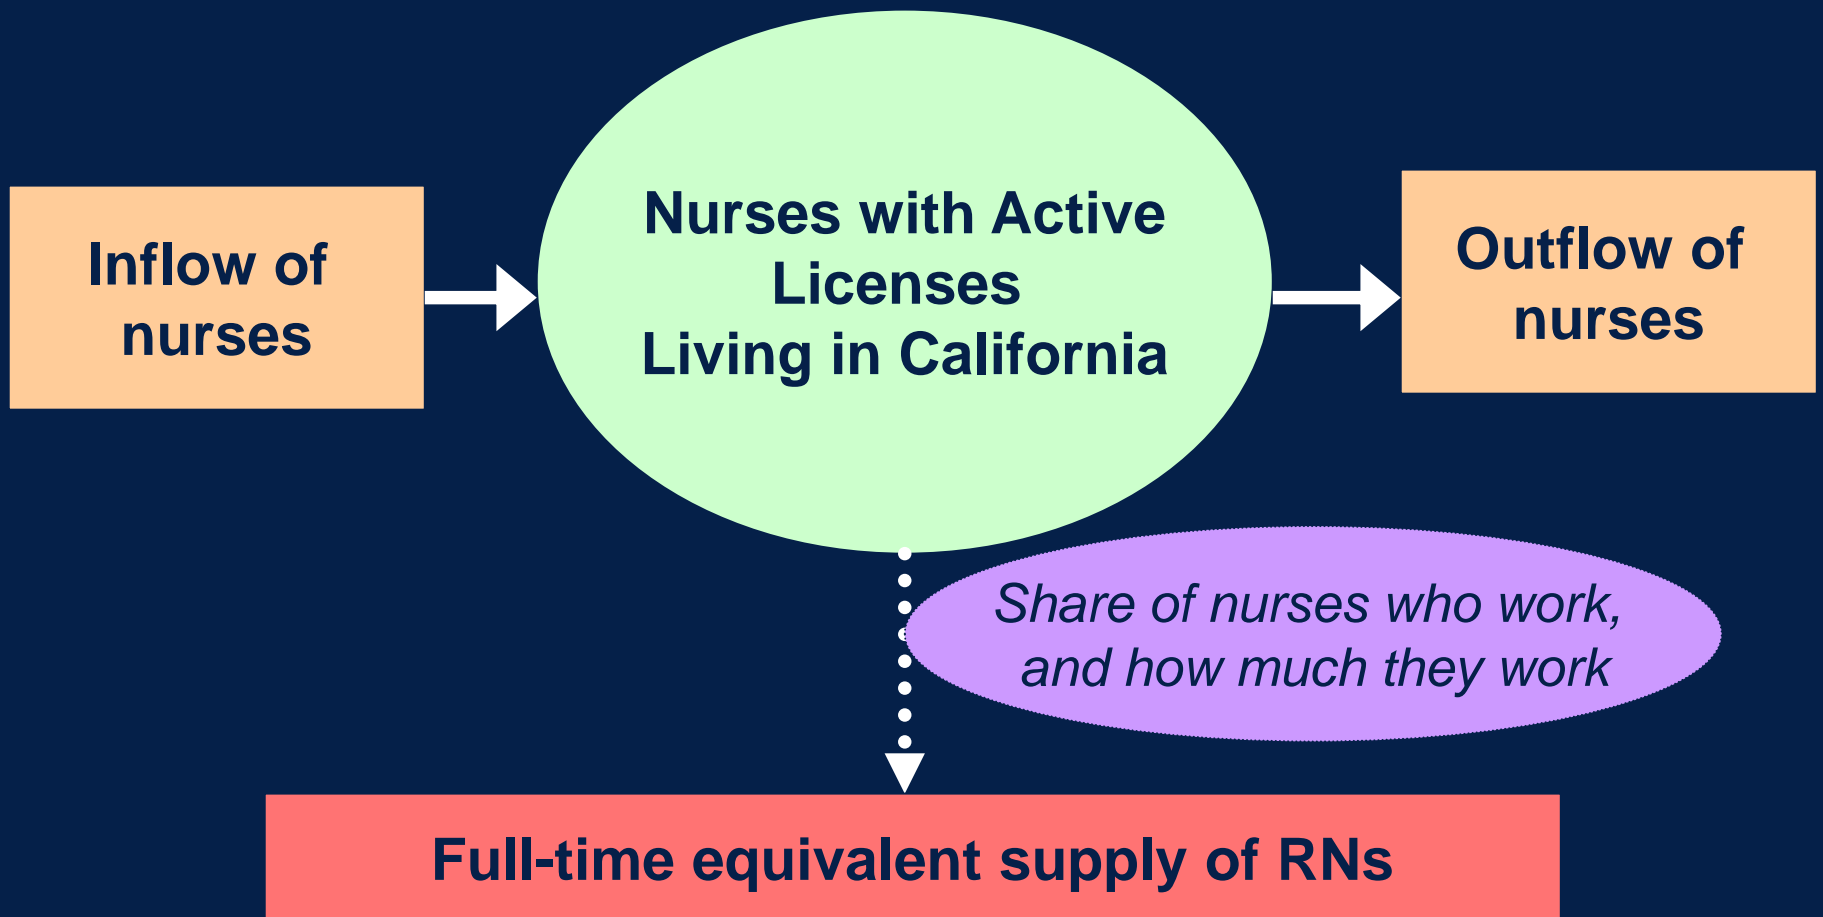 Inflow of
nurses
Nurses with Active
Licenses
Living in California
Outflow of
nurses
Share of nurses who work,
and how much they work
Full-time equivalent supply of RNs